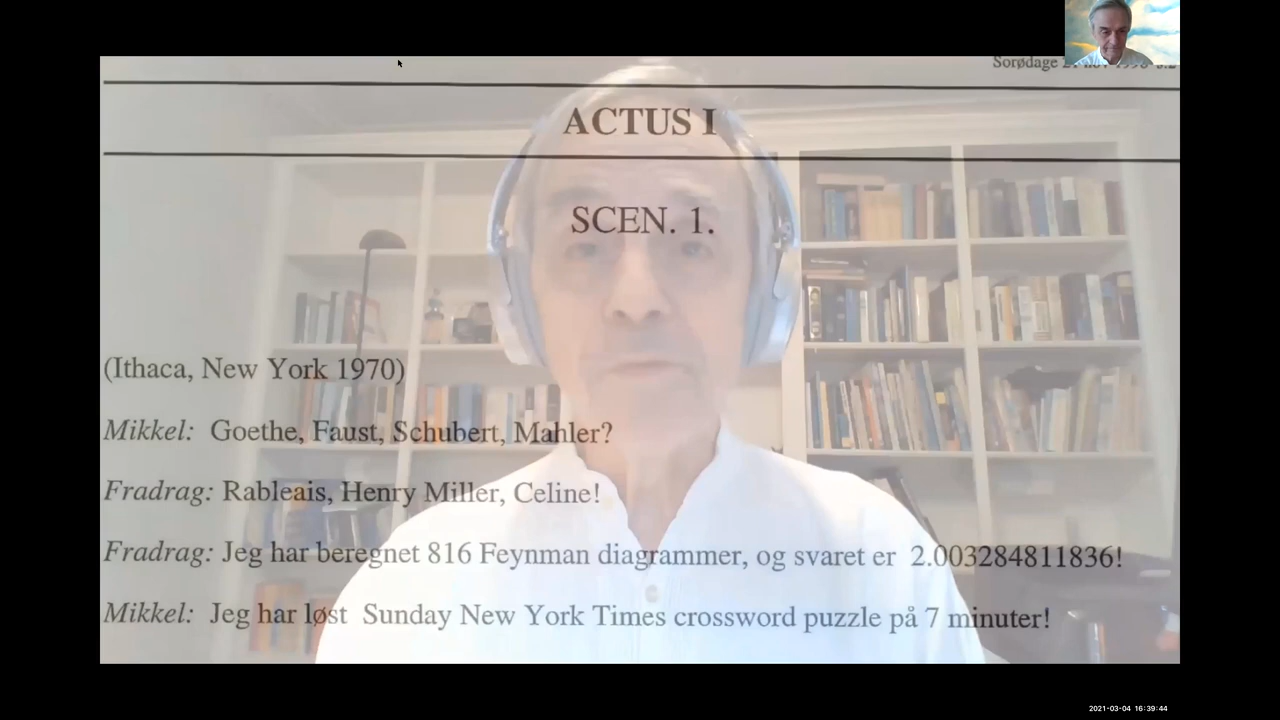 Sorødage
ACTUS I
SCEN. 1.
(Ithaca, New York 1970)
Mikkel: Goethe, Faust, Schubert, Mahler?
Fradrag: Rableais, Henry Miller, Celine!
Fradrag: Jeg har beregnet 816 Feynman diagrammer, og svaret er 2.003284811836!
Mikkel: Jeg har løst Sunday New York Times crossword puzzle på 7 minuter!
2021-03-04 16:39:44